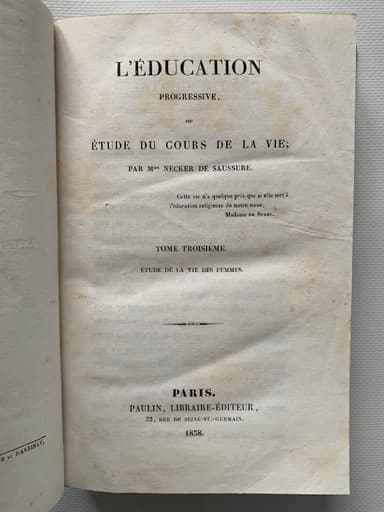 L'ÉDUCATION
PROGRESSIVE,
OU
ÉTUDE DU COURS DE LA VIE;
PAR Mme NECKER DE SAUSSURE.
Cette vie n'a quelque prix que si elle sert à
l'éducation religieuse de notre cœur,
Madame DE STAEL.
TOME TROISIÈME.
ÉTUDE DE LA VIE DES FEMMES.
PARIS.
PAULIN, LIBRAIRE-ÉDITEUR,
33, RUE DE SEINE-ST.-GERMAIN.
1838.